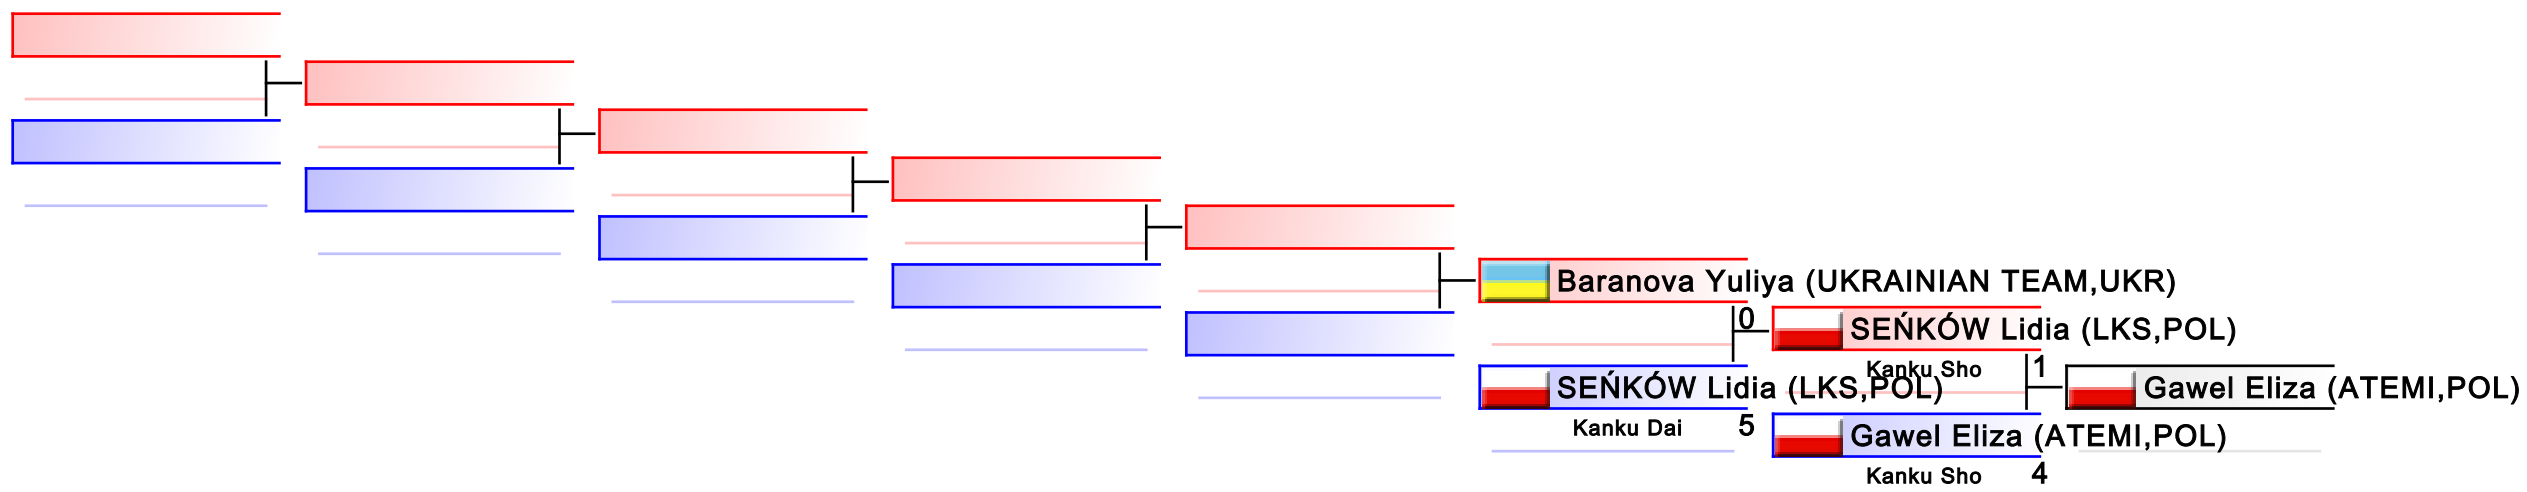 Baranova Yuliya (UKRAINIAN TEAM,UKR)
0
SEŃKÓW Lidia (LKS,POL)
Kanku Sho
1
SEŃKÓW Lidia (LKS,POL)
Gawel Eliza (ATEMI,POL)
Kanku Dai
5
Gawel Eliza (ATEMI,POL)
Kanku Sho
4